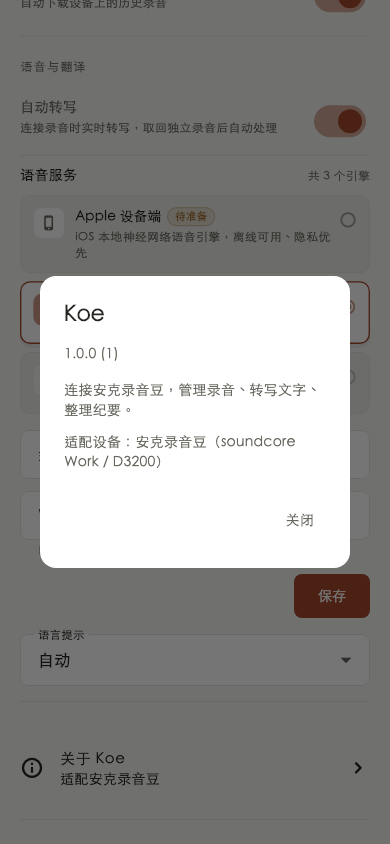 自动下载设备上的历史录音
语音与翻译
自动转写
连接录音时实时转写，取回独立录音后自动处理
语音服务
共 3 个引擎
Apple 设备端
待准备
iOS 本地神经网络语音引擎，离线可用、隐私优
先
Koe
1.0.0 (1)
连接安克录音豆，管理录音、转写文字、
整理纪要。
适配设备：安克录音豆（soundcore
Work / D3200）
关闭
保存
语言提示
自动
关于 Koe
适配安克录音豆